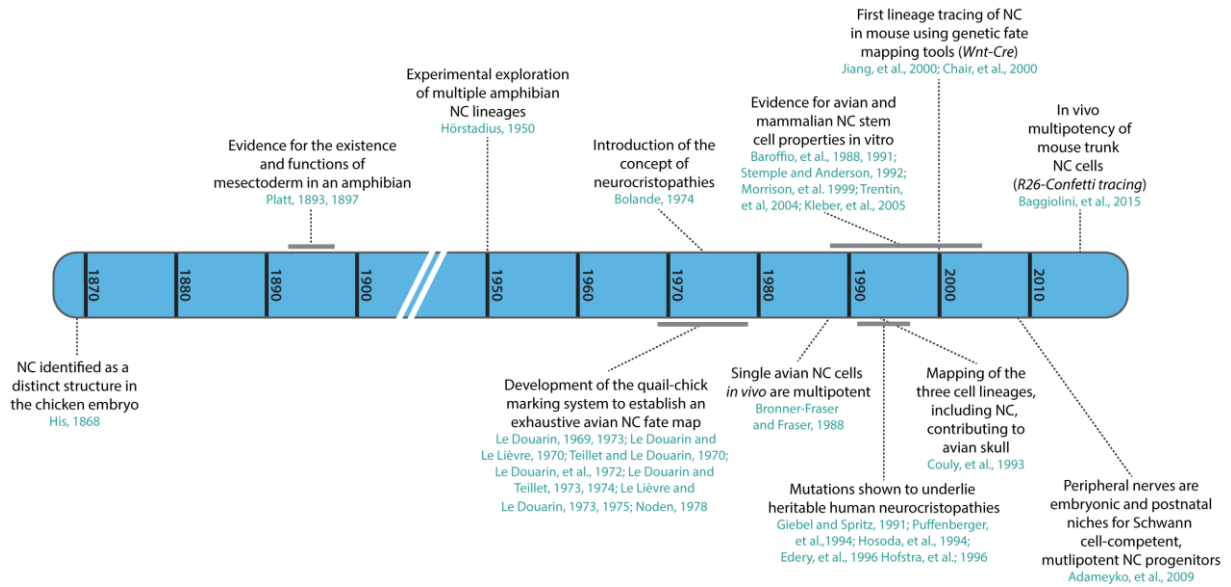 First lineage tracing of NC
in mouse using genetic fate
mapping tools (Wnt-Cre)
Jiang, et al., 2000; Chair, et al., 2000
Experimental exploration
of multiple amphibian
NC lineages
Hörstadius, 1950
Evidence for avian and
mammalian NC stem
cell properties in vitro
Baroffio, et al., 1988, 1991;
Stemple and Anderson, 1992;
Morrison, et al. 1999; Trentin,
et al, 2004; Kleber, et al., 2005
In vivo
multipotency of
mouse trunk
NC cells
(R26-Confetti tracing)
Baggiolini, et al., 2015
Evidence for the existence
and functions of
mesectoderm in an amphibian
Platt, 1893, 1897
Introduction of the
concept of
neurocristopathies
Bolande, 1974
1870
1880
1890
1900
1950
1960
1970
1980
1990
2000
2010
NC identified as a
distinct structure in
the chicken embryo
His, 1868
Development of the quail-chick
marking system to establish an
exhaustive avian NC fate map
Le Douarin, 1969, 1973; Le Douarin and
Le Lièvre, 1970; Teillet and Le Douarin, 1970;
Le Douarin, et al., 1972; Le Douarin and
Teillet, 1973, 1974; Le Lièvre and
Le Douarin, 1973, 1975; Noden, 1978
Single avian NC cells
in vivo are multipotent
Bronner-Fraser
and Fraser, 1988
Mapping of the
three cell lineages,
including NC,
contributing to
avian skull
Couly, et al., 1993
Mutations shown to underlie
heritable human neurocristopathies
Giebel and Spritz, 1991; Puffenberger,
et al.,1994; Hosoda, et al., 1994;
Edery, et al., 1996 Hofstra, et al.; 1996
Peripheral nerves are
embryonic and postnatal
niches for Schwann
cell-competent,
mutlipotent NC progenitors
Adameyko, et al., 2009